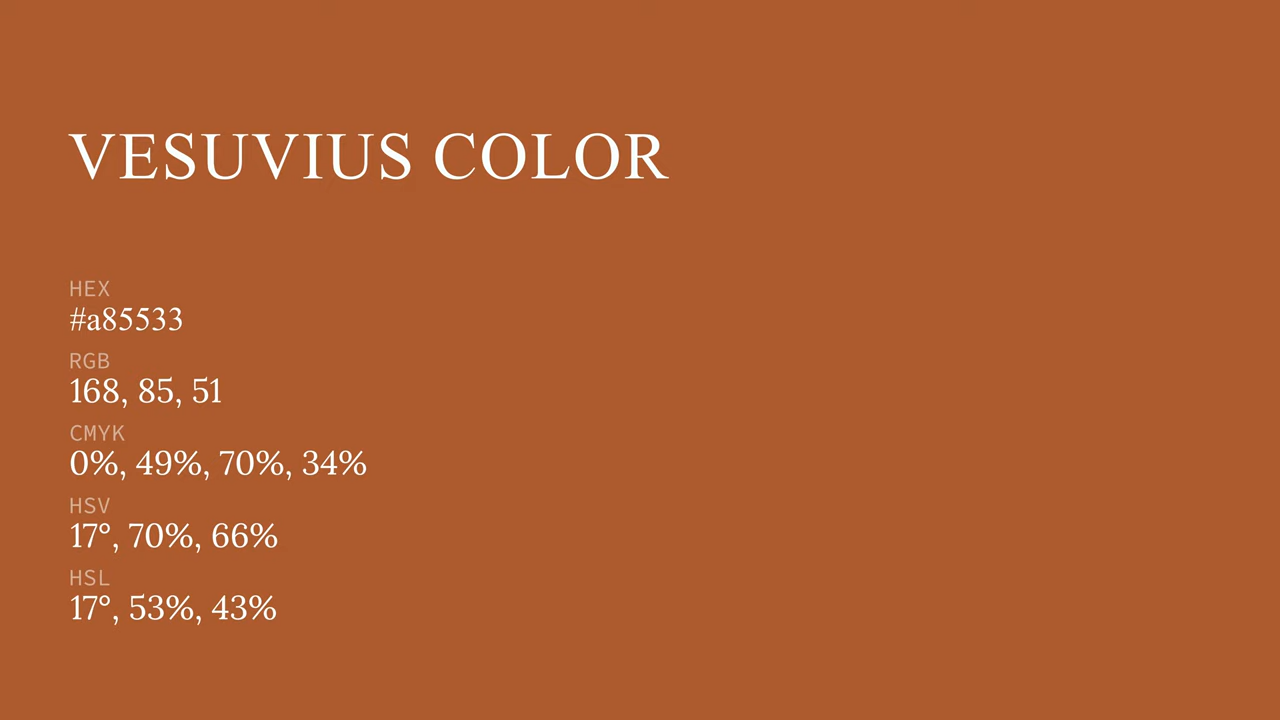 VESUVIUS COLOR
HEX
#a85533
RGB
168, 85, 51
CMYK
0%, 49%, 70%, 34%
HSV
17°, 70%, 66%
HSL
17°, 53%, 43%